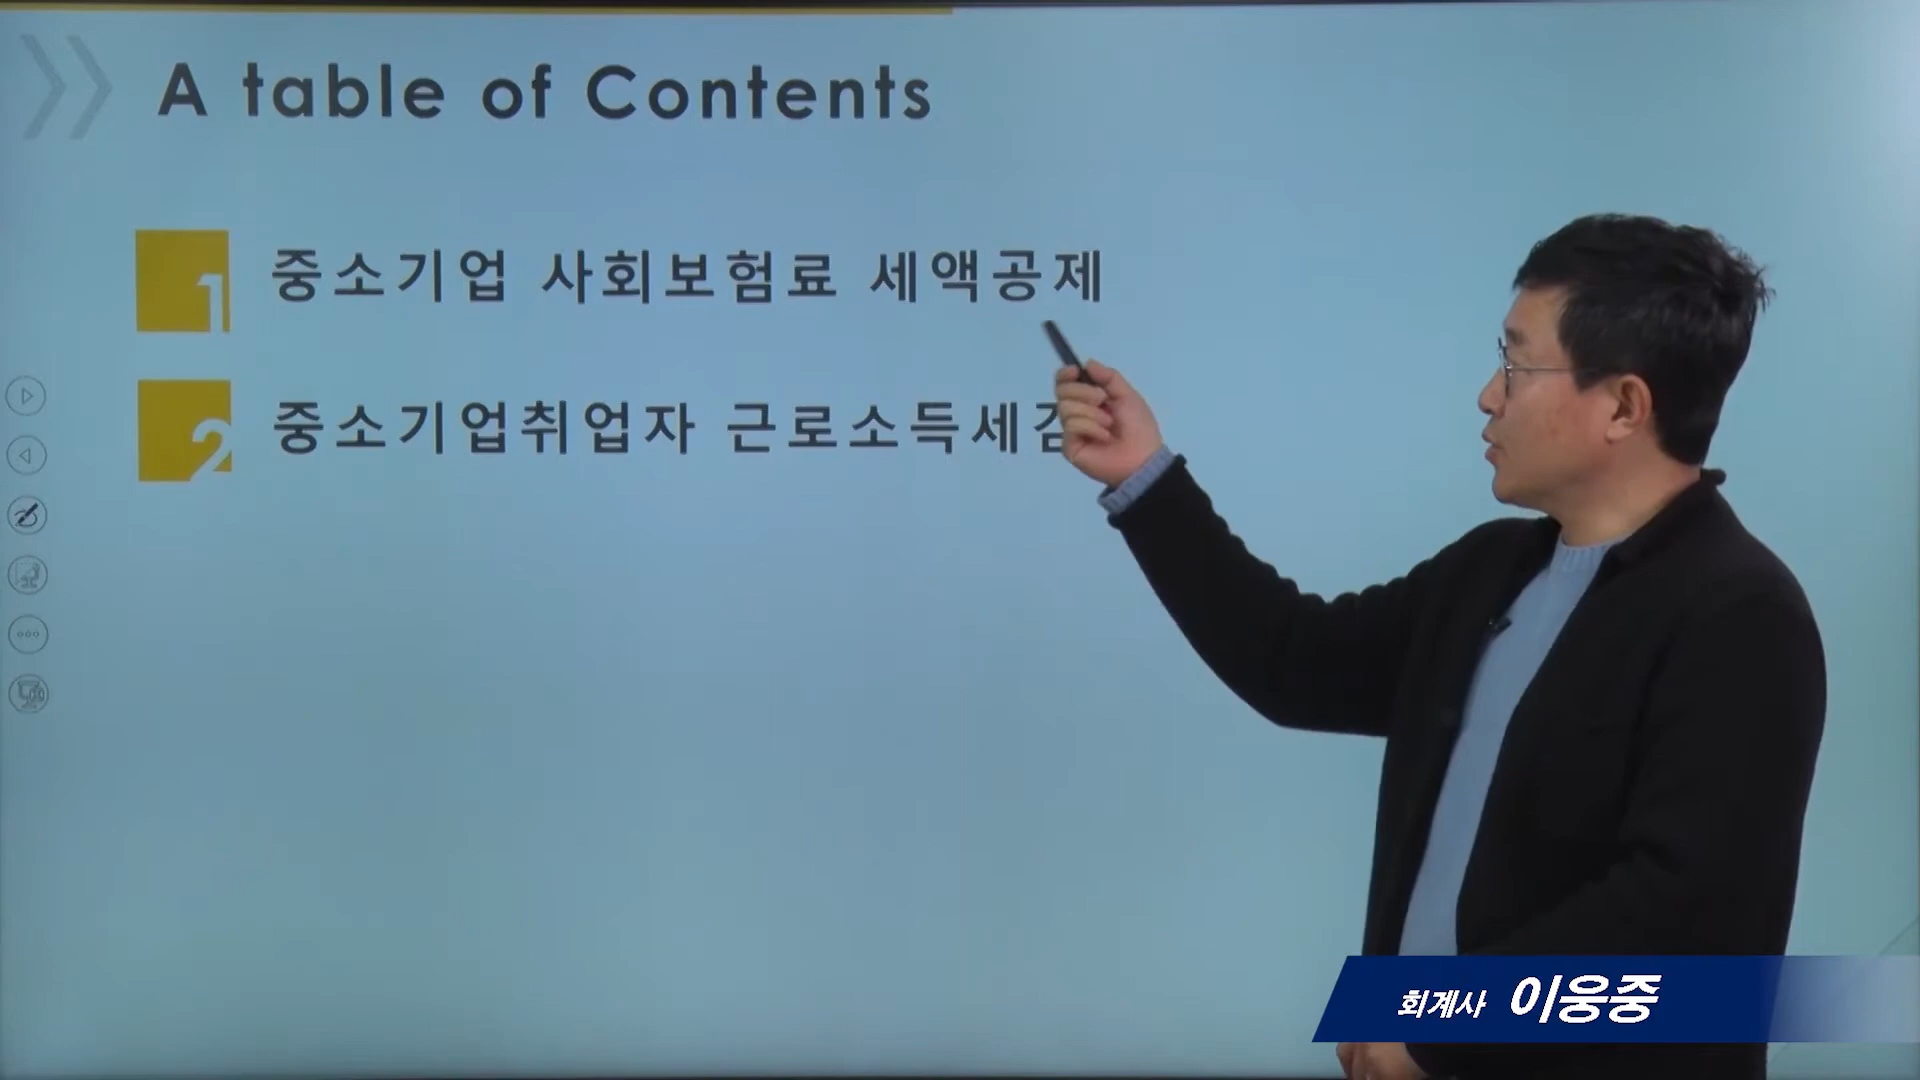 A table of Contents
1 중소기업 사회보험료 세액공제
2 중소기업취업자 근로소득세
회계사 이웅중